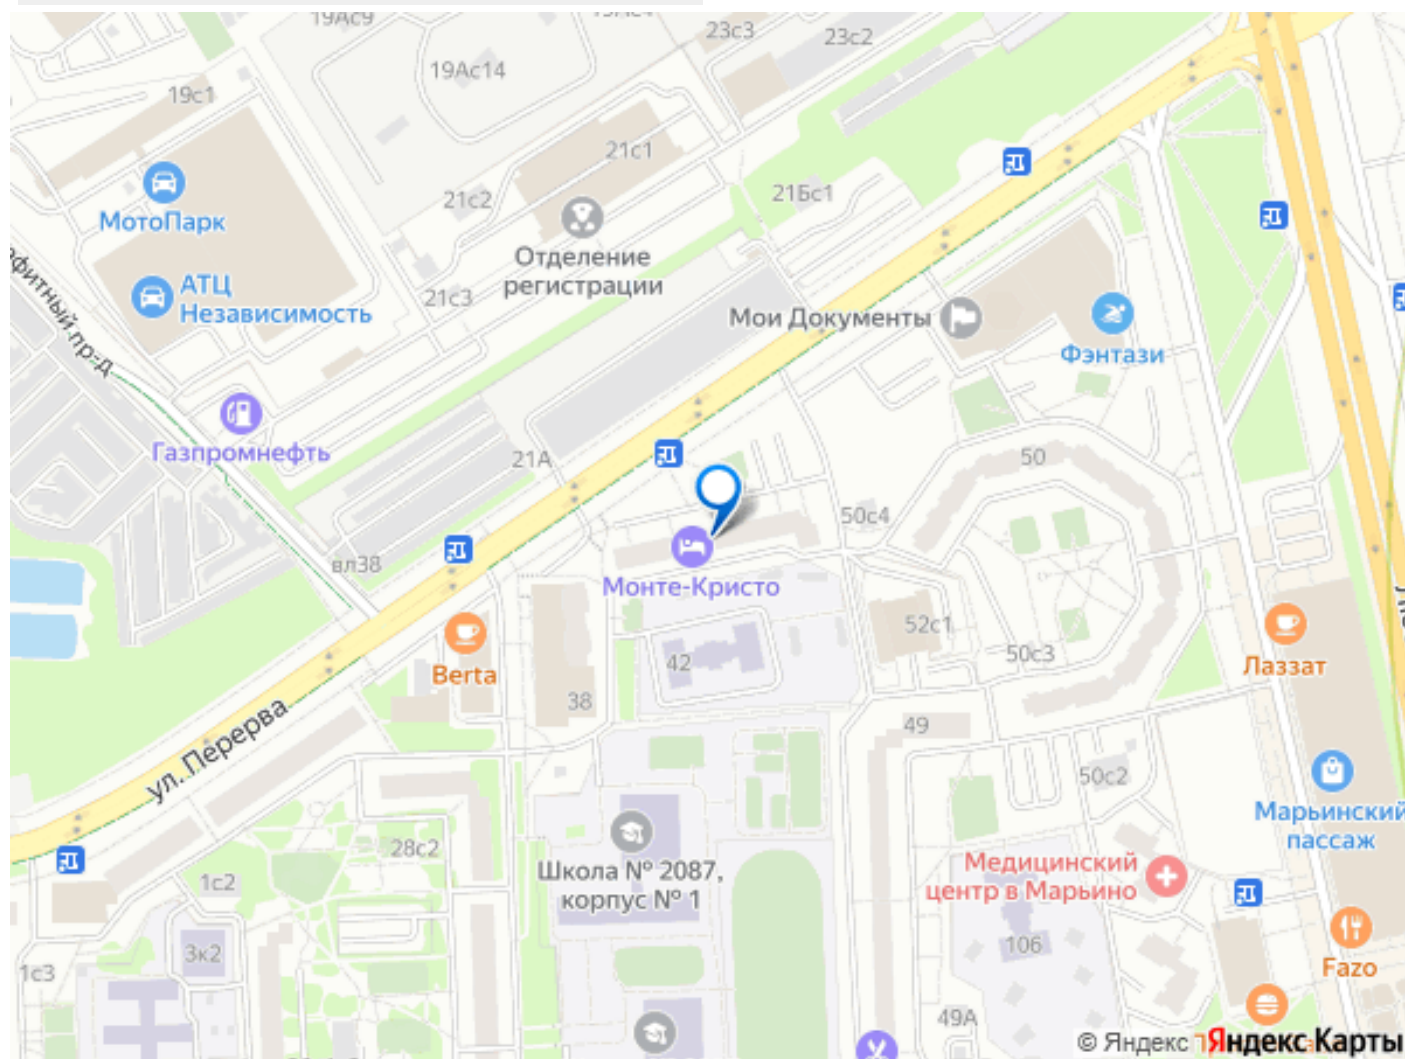 19Ас9
23с3
23с2
19Ас14
19с1
21с1
21с2
21Бс1
МотоПарк
Отделение
регистрации
АТЦ
Независимость
21с3
Мои Документы
Фэнтази
Газпромнефть
21А
50
50с4
вл38
Монте-Кристо
52с1
Berta
42
50с3
Лаззат
38
ул. Перерва
49
50с2
Марьинский
пассаж
28с2
Школа № 2087,
корпус № 1
Медицинский
центр в Марьино
1с2
3к2
106
1с3
Fazo
49А
© Яндекс
Яндекс Карты